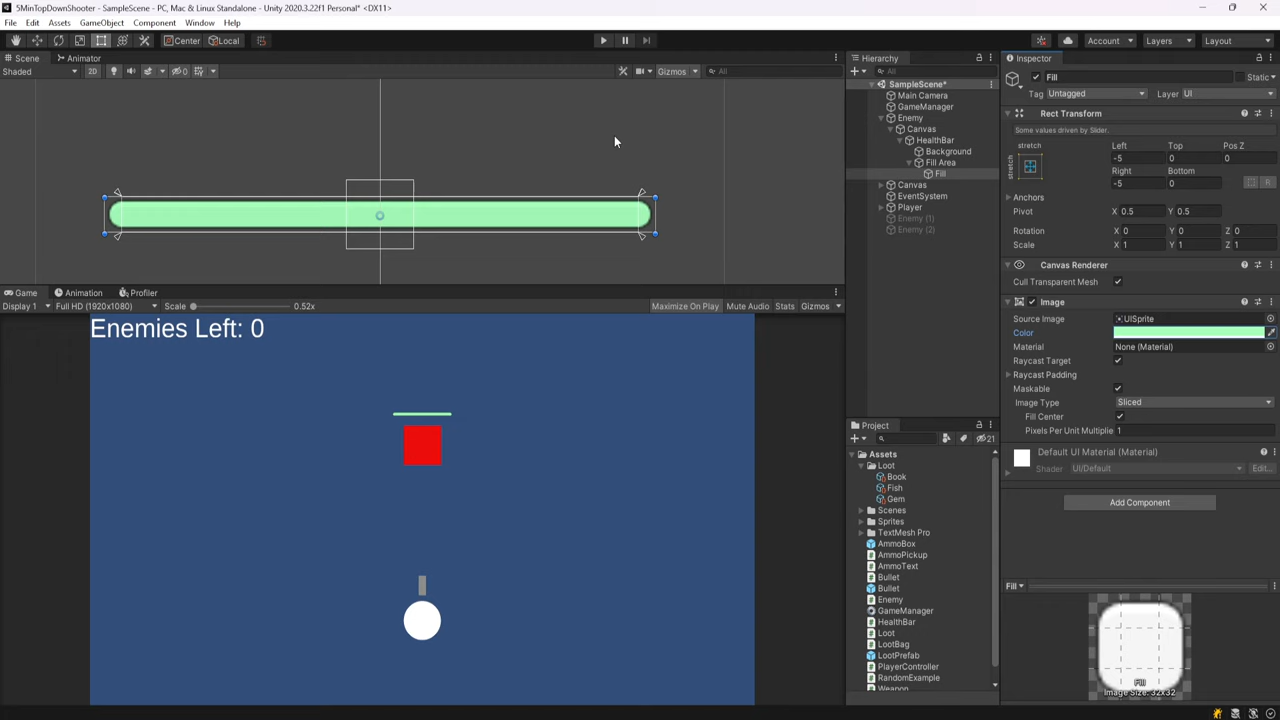 5MinTopDownShooter - SampleScene - PC, Mac & Linux Standalone - Unity 2020.3.22f1 Personal* <DX11>
File Edit Assets GameObject Component Window Help
Center Local Account Layers Layout
Scene Animator
Shaded 2D 0 Gizmos All
Hierarchy
All
SampleScene*
Main Camera
GameManager
Enemy
Canvas
HealthBar
Background
Fill Area
Fill
Canvas
EventSystem
Player
Enemy (1)
Enemy (2)
Game Animation Profiler
Display 1 Full HD (1920x1080) Scale 0.52x Maximize On Play Mute Audio Stats Gizmos
Enemies Left: 0
Project
21
Assets
Loot
Book
Fish
Gem
Scenes
Sprites
TextMesh Pro
AmmoBox
AmmoPickup
AmmoText
Bullet
Bullet
Enemy
GameManager
HealthBar
Loot
LootBag
LootPrefab
PlayerController
RandomExample
Weapon
Inspector
Fill Static
Tag Untagged Layer UI
Rect Transform
Some values driven by Slider.
stretch Left Top Pos Z
stretch -5 0 0
Right Bottom
-5 0 R
Anchors
Pivot X 0.5 Y 0.5
Rotation X 0 Y 0 Z 0
Scale X 1 Y 1 Z 1
Canvas Renderer
Cull Transparent Mesh
Image
Source Image UISprite
Color
Material None (Material)
Raycast Target
Raycast Padding
Maskable
Image Type Sliced
Fill Center
Pixels Per Unit Multiplie 1
Default UI Material (Material)
Shader UI/Default Edit...
Add Component
Fill
Fill
Image Size: 32x32